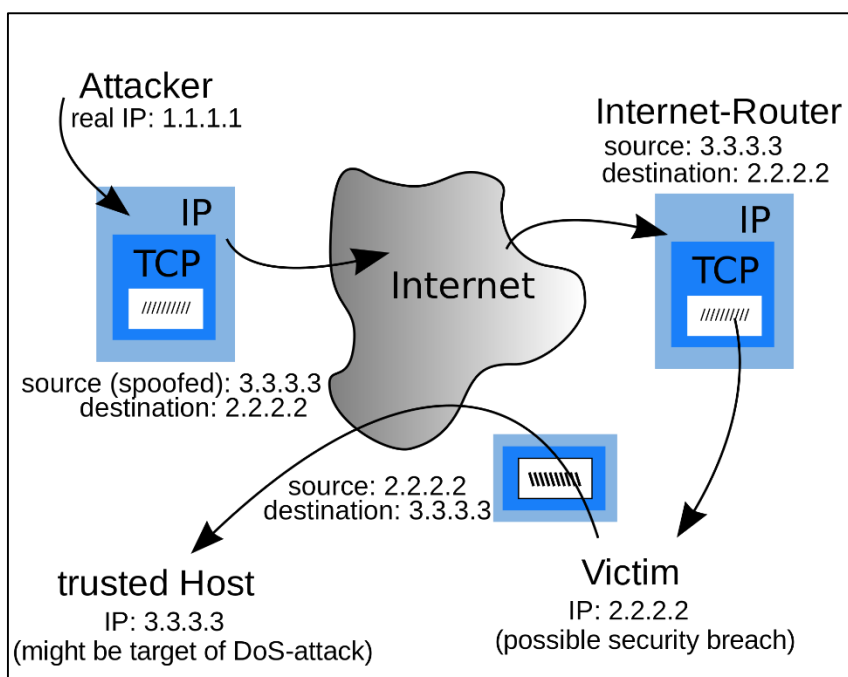 Attacker
real IP: 1.1.1.1
Internet-Router
source: 3.3.3.3
destination: 2.2.2.2
IP
TCP
//////////
Internet
IP
TCP
//////////
source (spoofed): 3.3.3.3
destination: 2.2.2.2
source: 2.2.2.2
destination: 3.3.3.3
\\\\\\\\\\
trusted Host
IP: 3.3.3.3
(might be target of DoS-attack)
Victim
IP: 2.2.2.2
(possible security breach)